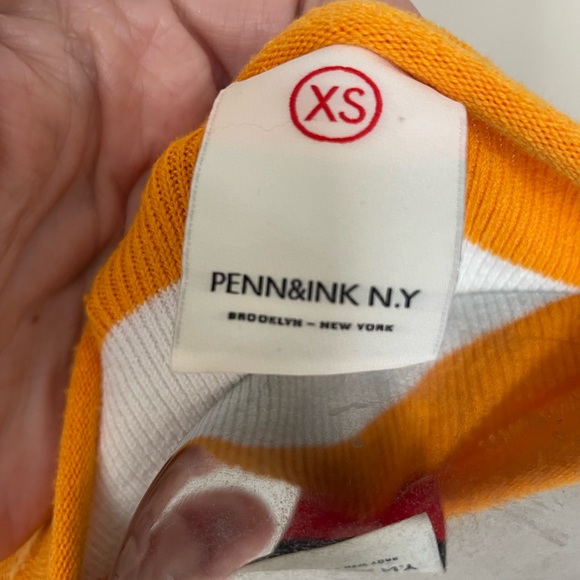 XS
PENN&INK N.Y
BROOKLYN – NEW YORK